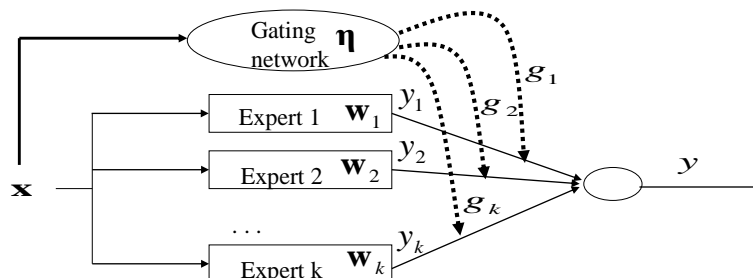 Gating
network η
g₁
g₂
gₖ
Expert 1 w₁
y₁
Expert 2 w₂
y₂
x
y
...
Expert k wₖ
yₖ